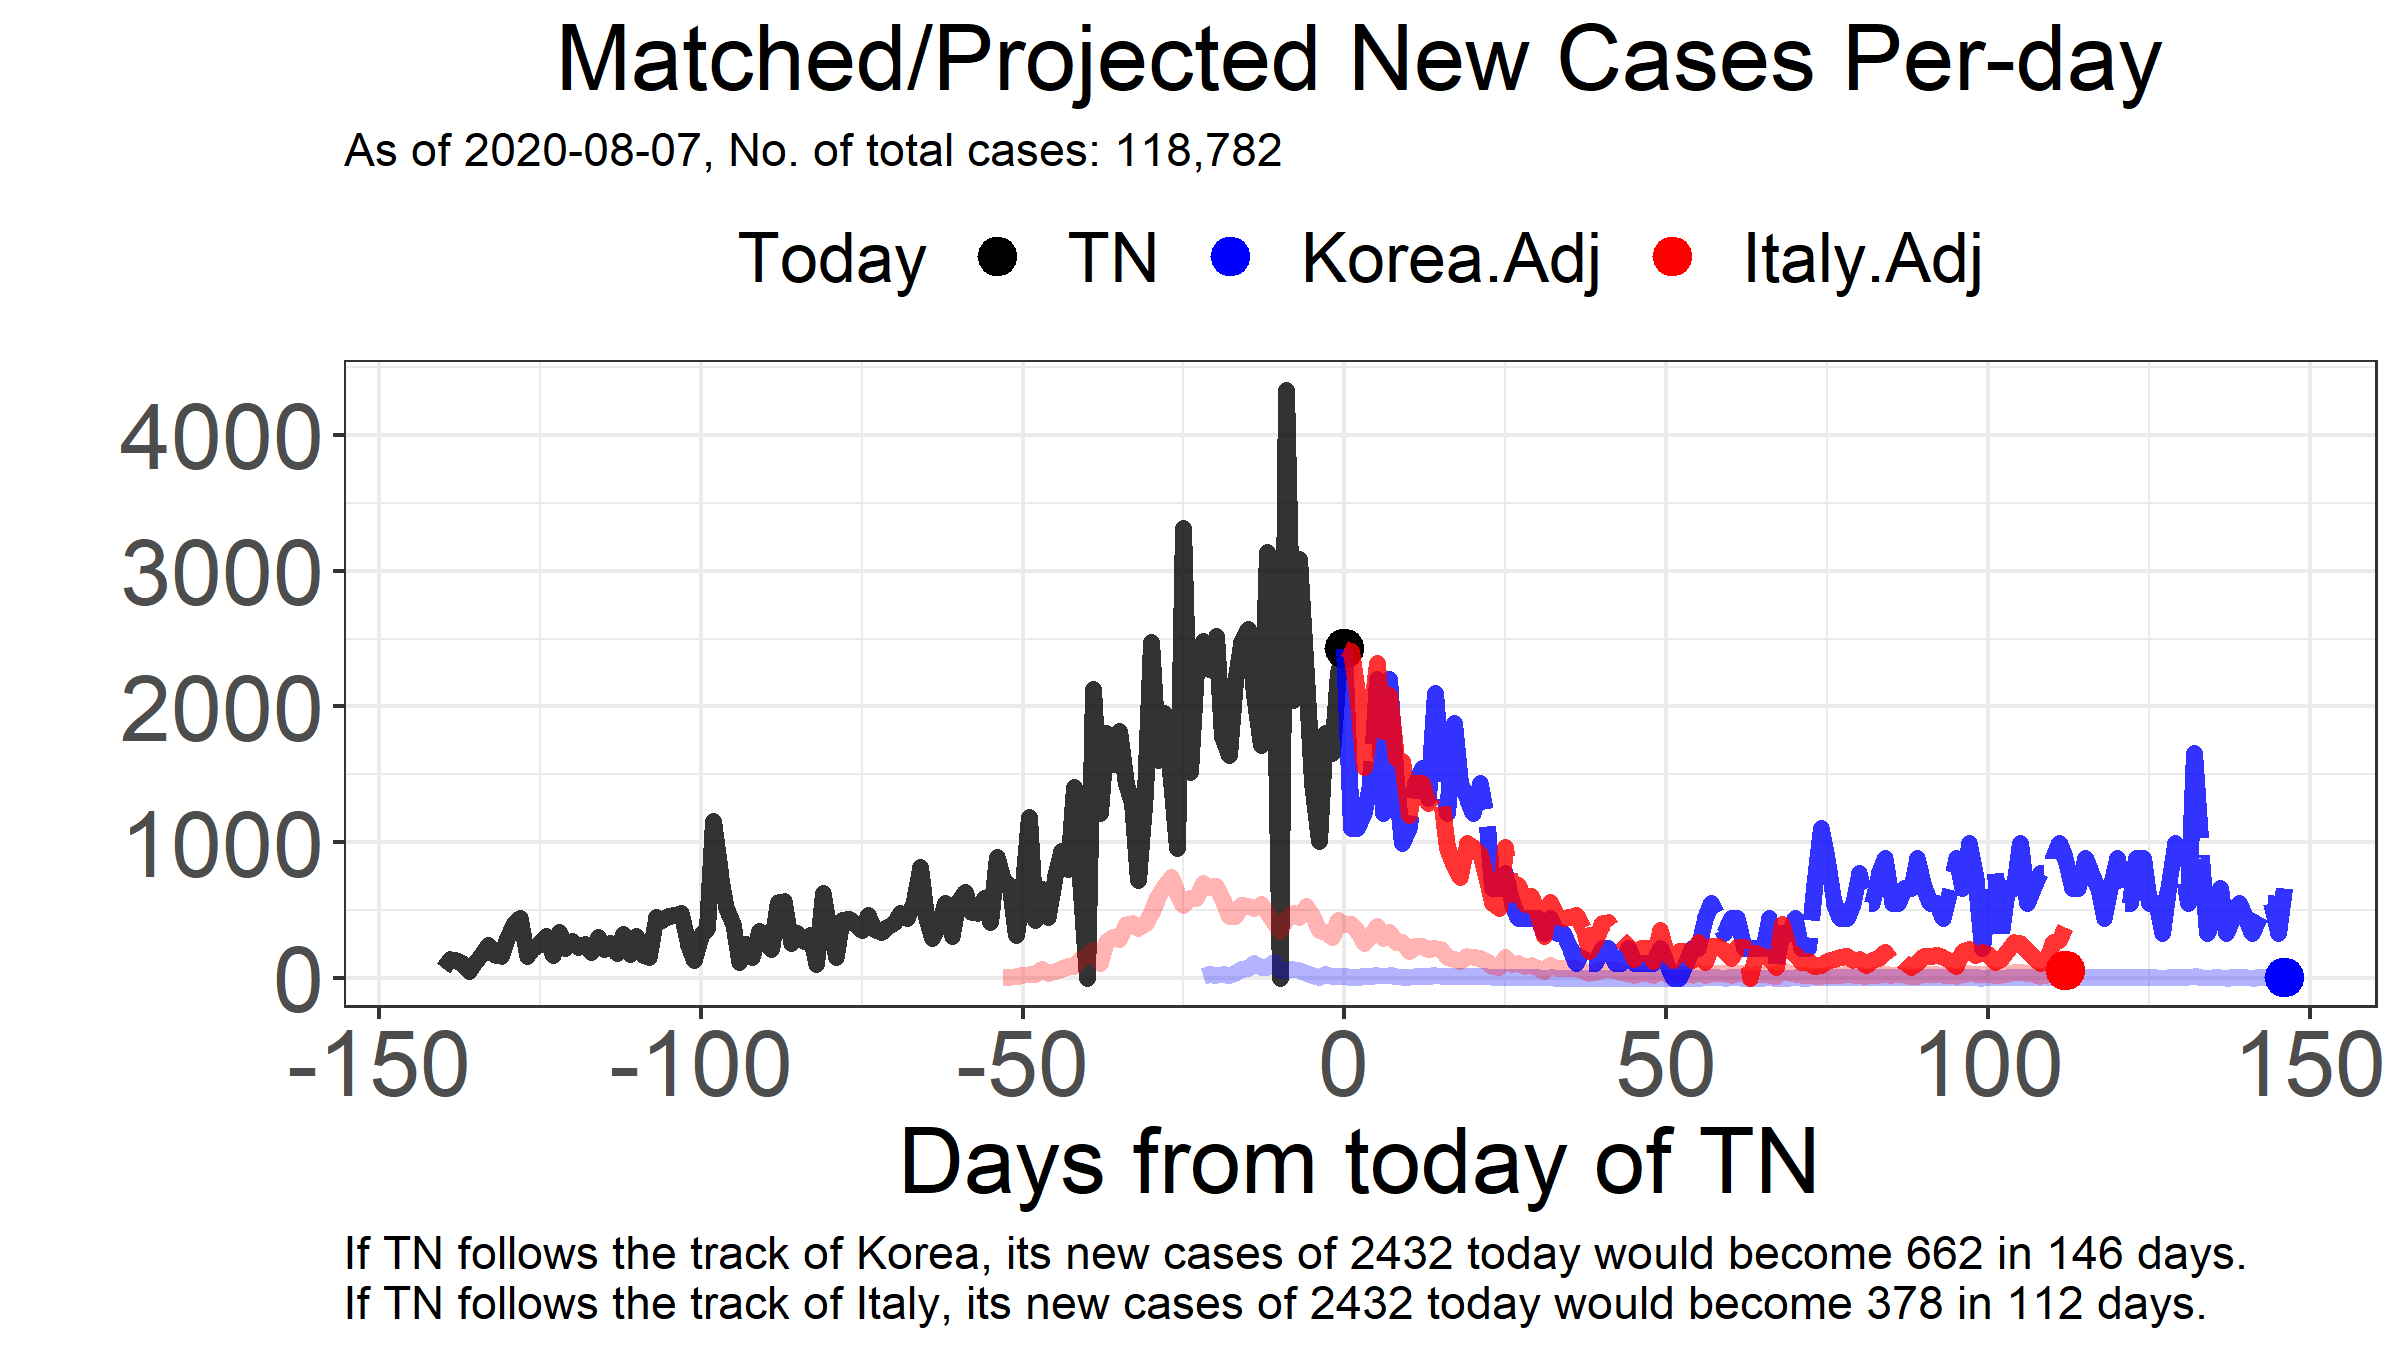 Matched/Projected New Cases Per-day
As of 2020-08-07, No. of total cases: 118,782
Today TN Korea.Adj Italy.Adj
4000
3000
2000
1000
0
-150 -100 -50 0 50 100 150
Days from today of TN
If TN follows the track of Korea, its new cases of 2432 today would become 662 in 146 days.
If TN follows the track of Italy, its new cases of 2432 today would become 378 in 112 days.